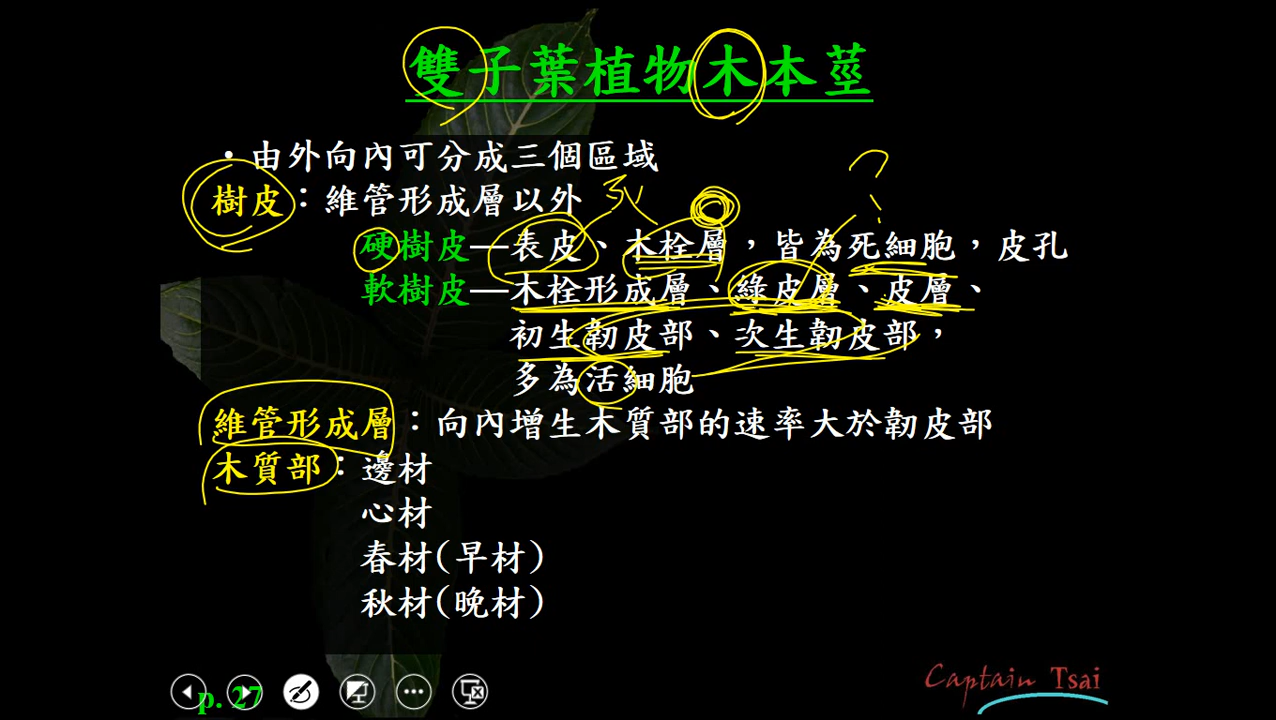 雙子葉植物木本莖
•由外向內可分成三個區域
樹皮：維管形成層以外
硬樹皮—表皮、木栓層，皆為死細胞，皮孔
軟樹皮—木栓形成層、綠皮層、皮層、
初生韌皮部、次生韌皮部，
多為活細胞
維管形成層：向內增生木質部的速率大於韌皮部
木質部：邊材
心材
春材(早材)
秋材(晚材)
p. 27
Captain Tsai